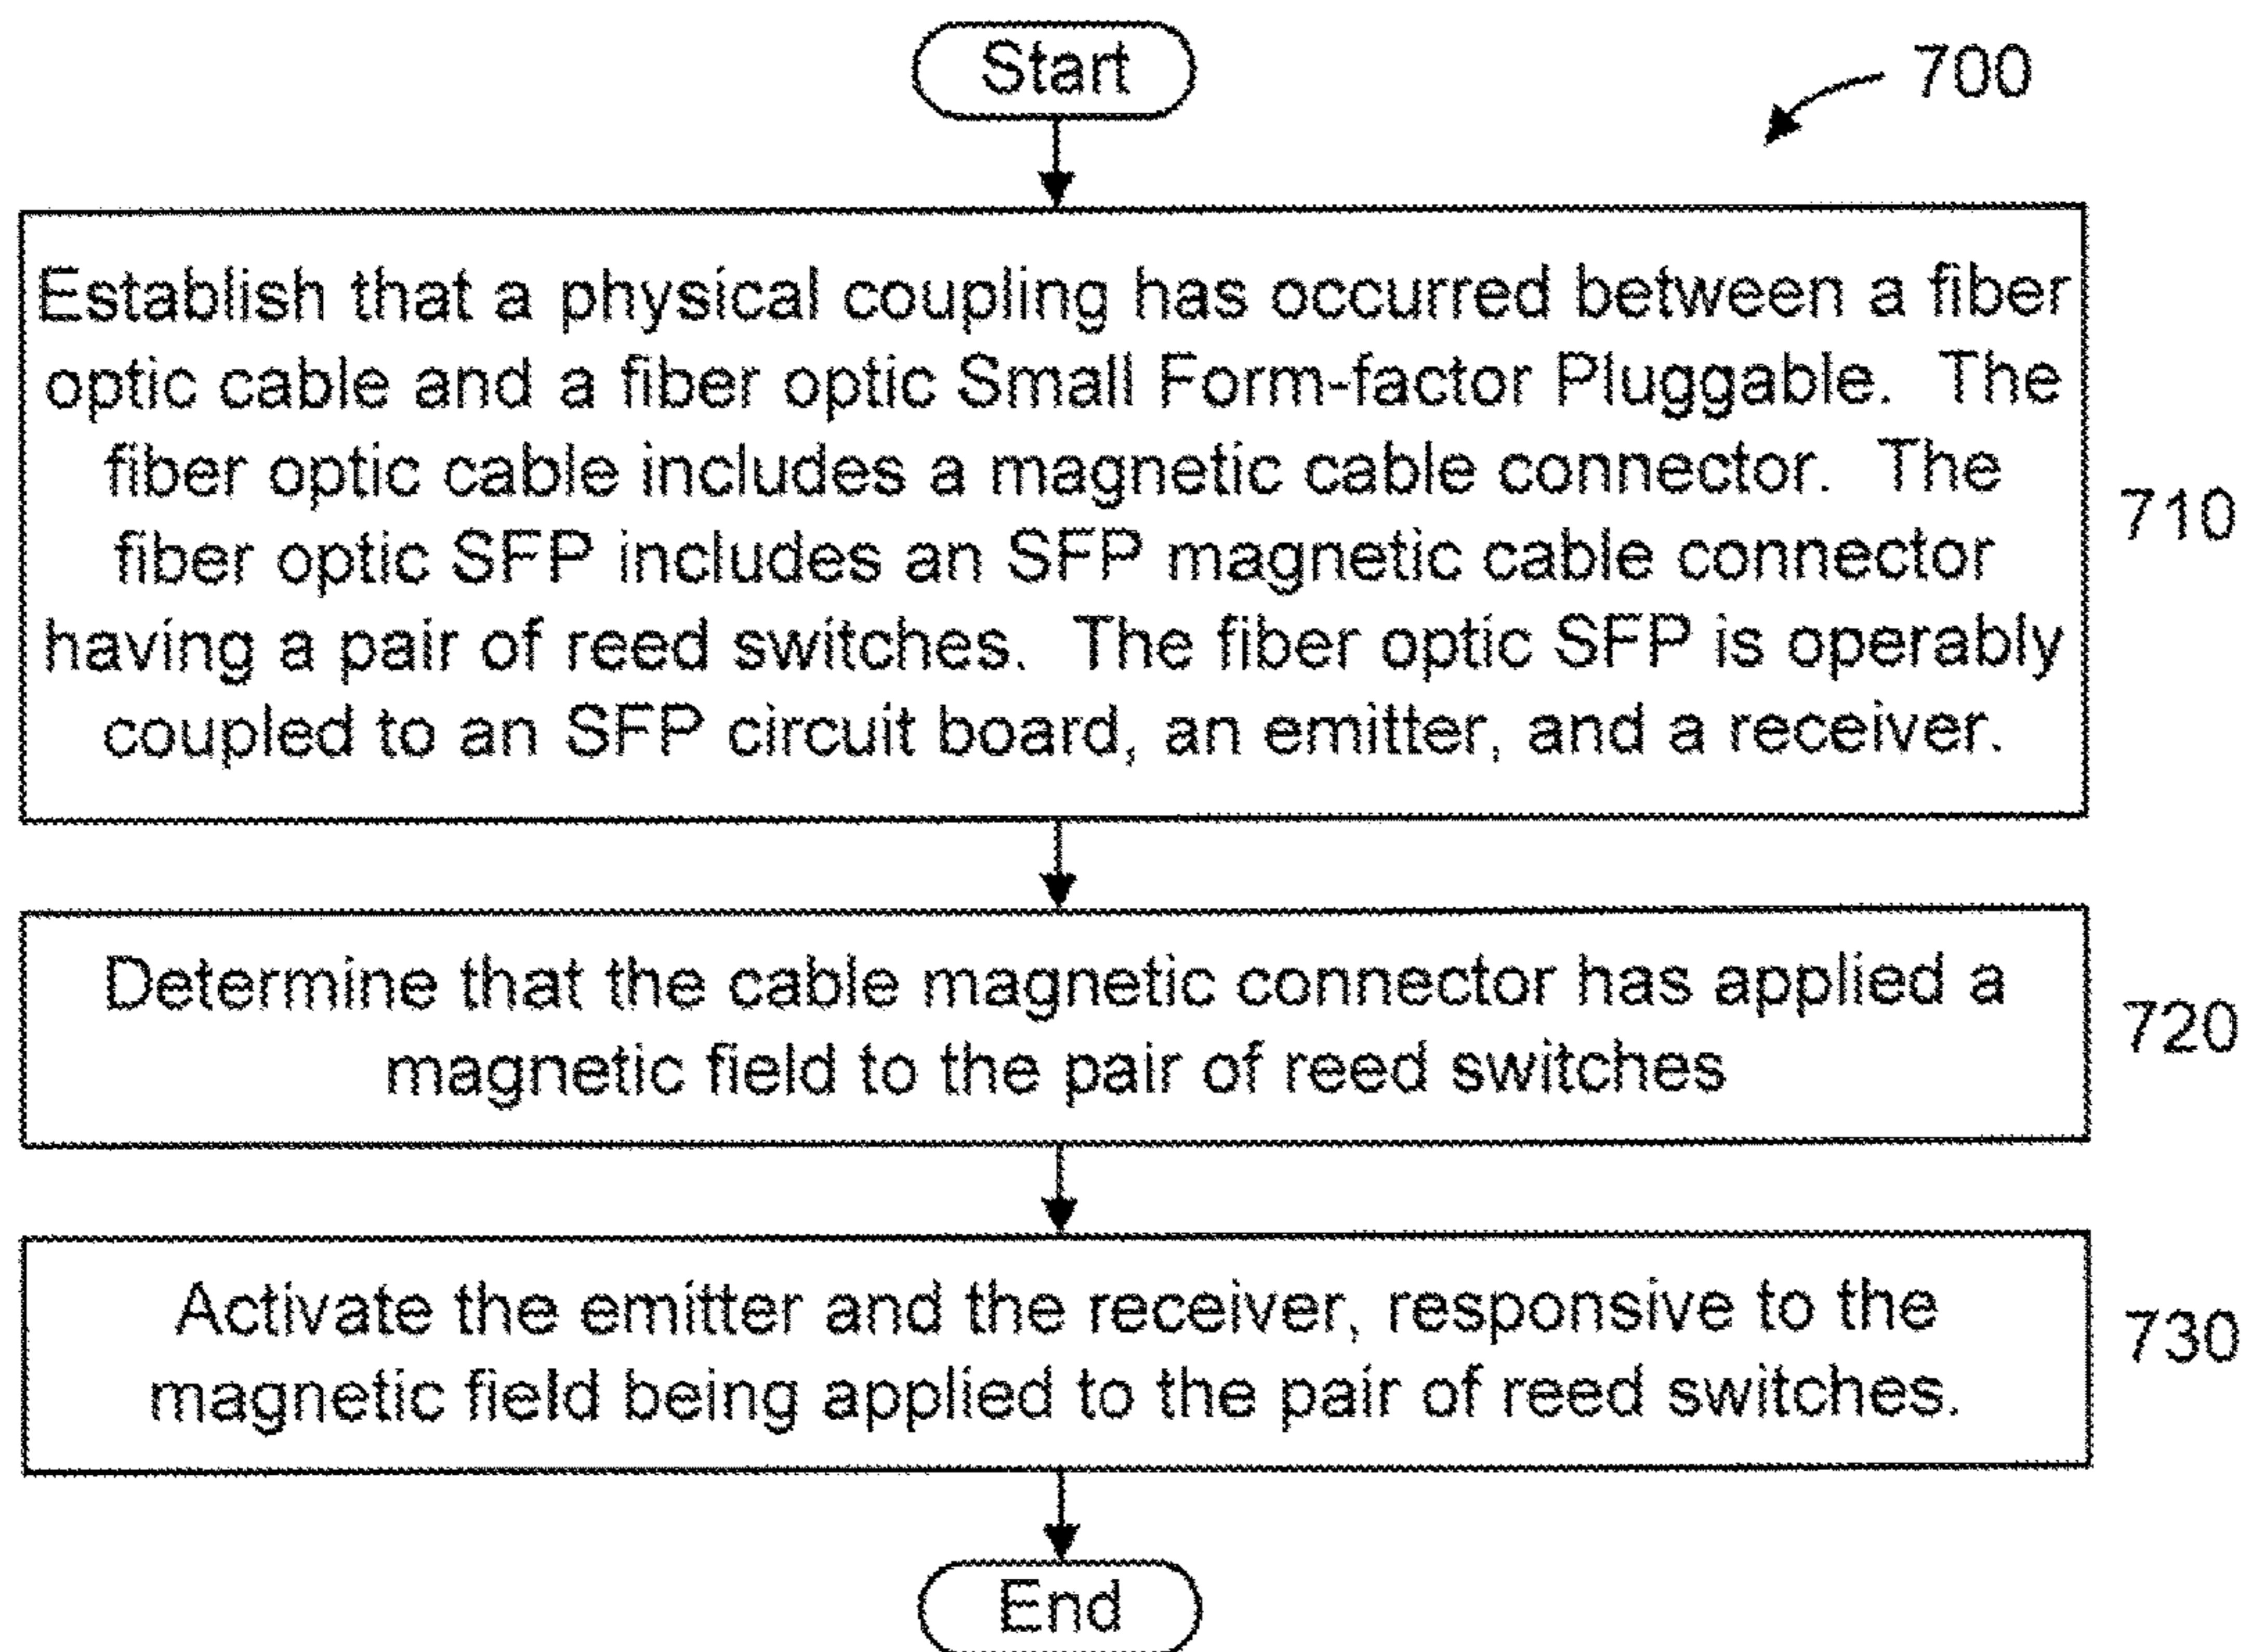 Start
700
Establish that a physical coupling has occurred between a fiber
optic cable and a fiber optic Small Form-factor Pluggable. The
fiber optic cable includes a magnetic cable connector. The
fiber optic SFP includes an SFP magnetic cable connector
having a pair of reed switches. The fiber optic SFP is operably
coupled to an SFP circuit board, an emitter, and a receiver.
710
Determine that the cable magnetic connector has applied a
magnetic field to the pair of reed switches
720
Activate the emitter and the receiver, responsive to the
magnetic field being applied to the pair of reed switches.
730
End